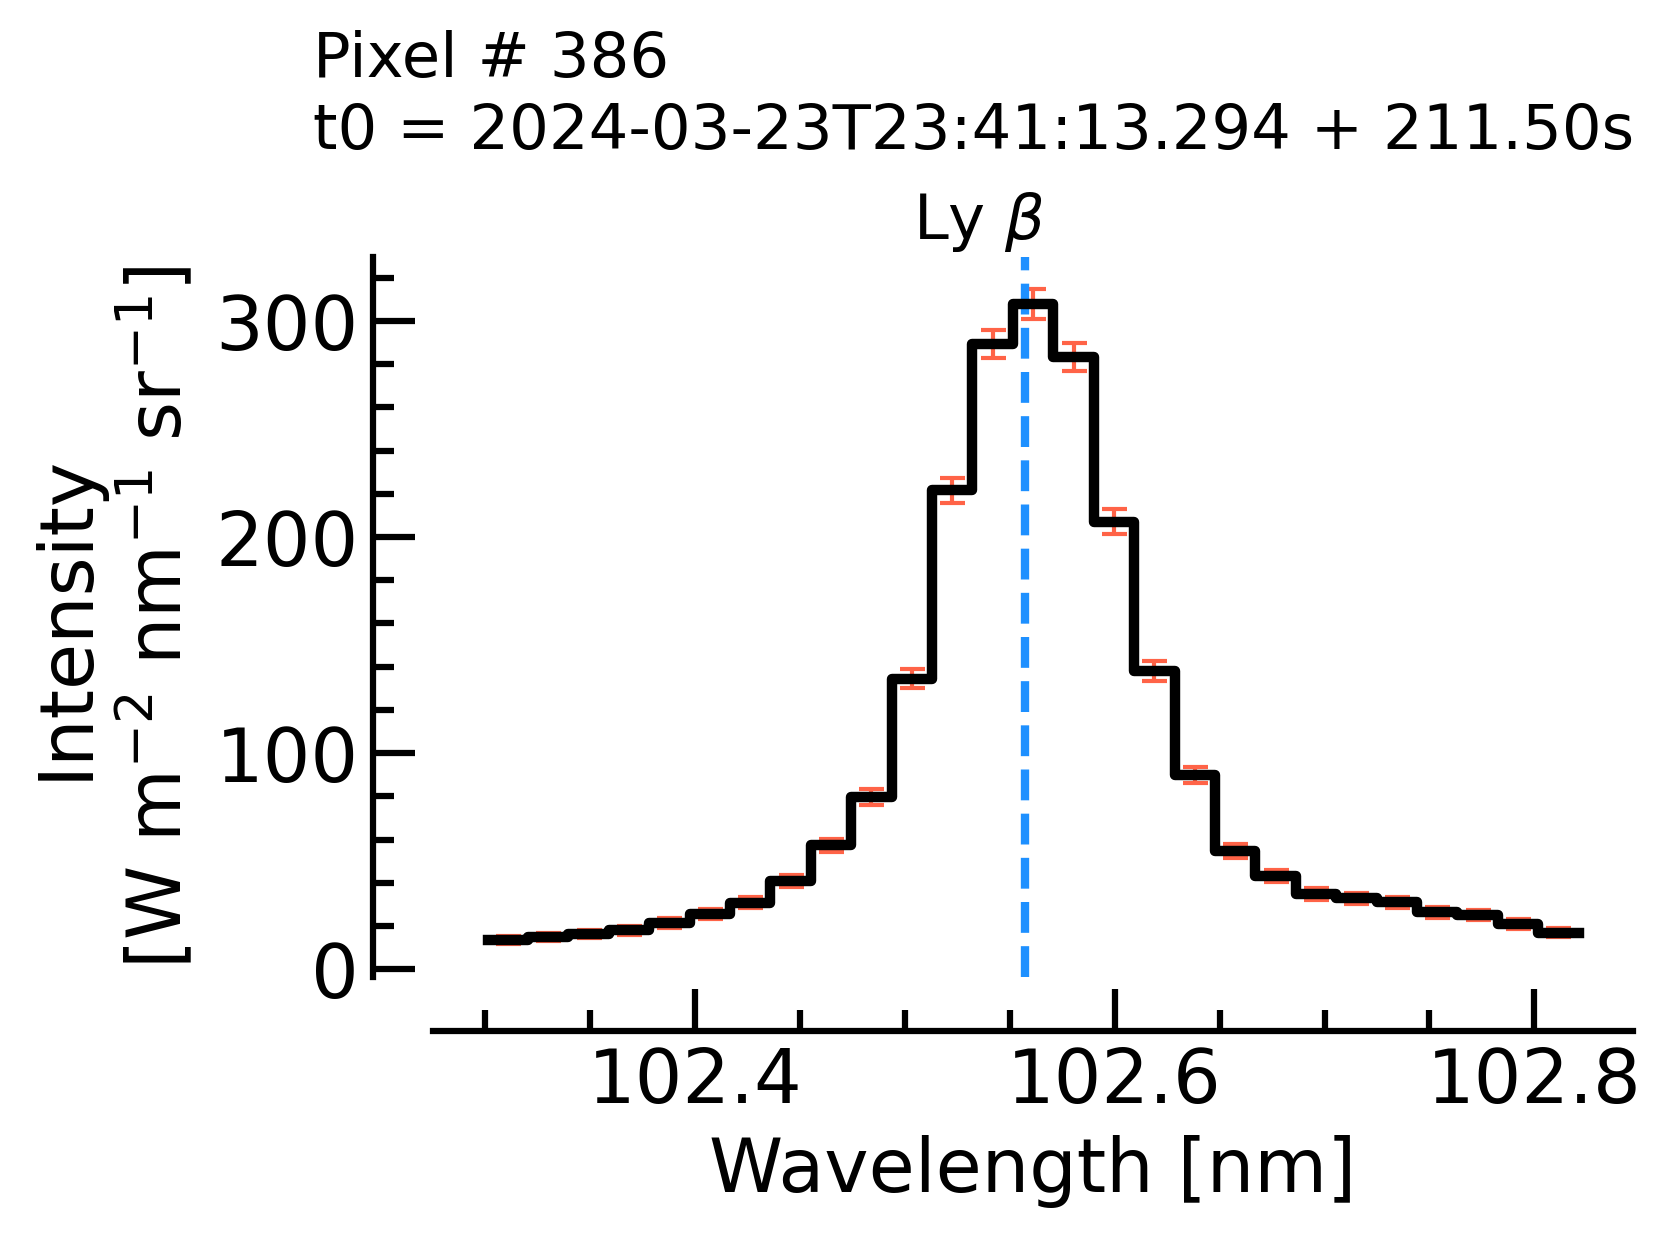 Pixel # 386
t0 = 2024-03-23T23:41:13.294 + 211.50s
Ly β
Intensity
[W m⁻² nm⁻¹ sr⁻¹]
300
200
100
0
102.4 102.6 102.8
Wavelength [nm]